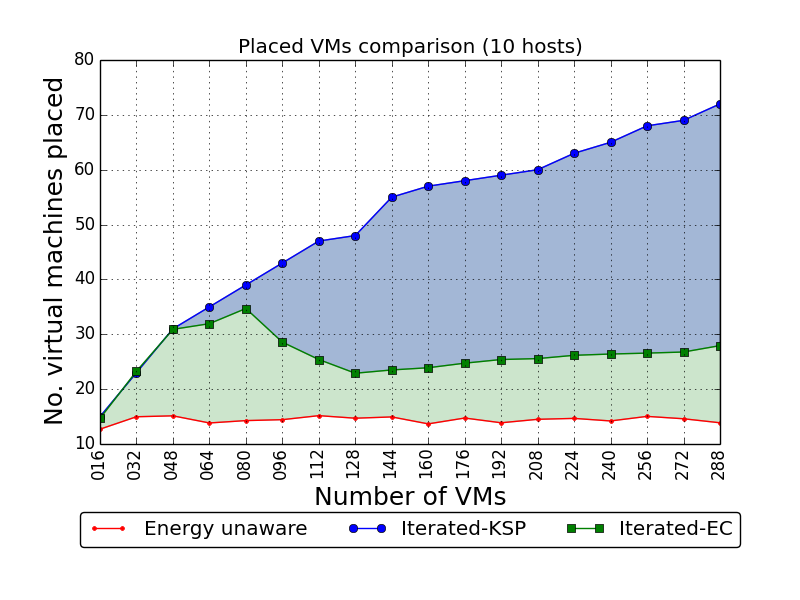 Placed VMs comparison (10 hosts)
80
70
60
50
40
30
20
10
No. virtual machines placed
016 032 048 064 080 096 112 128 144 160 176 192 208 224 240 256 272 288
Number of VMs
Energy unaware Iterated-KSP Iterated-EC